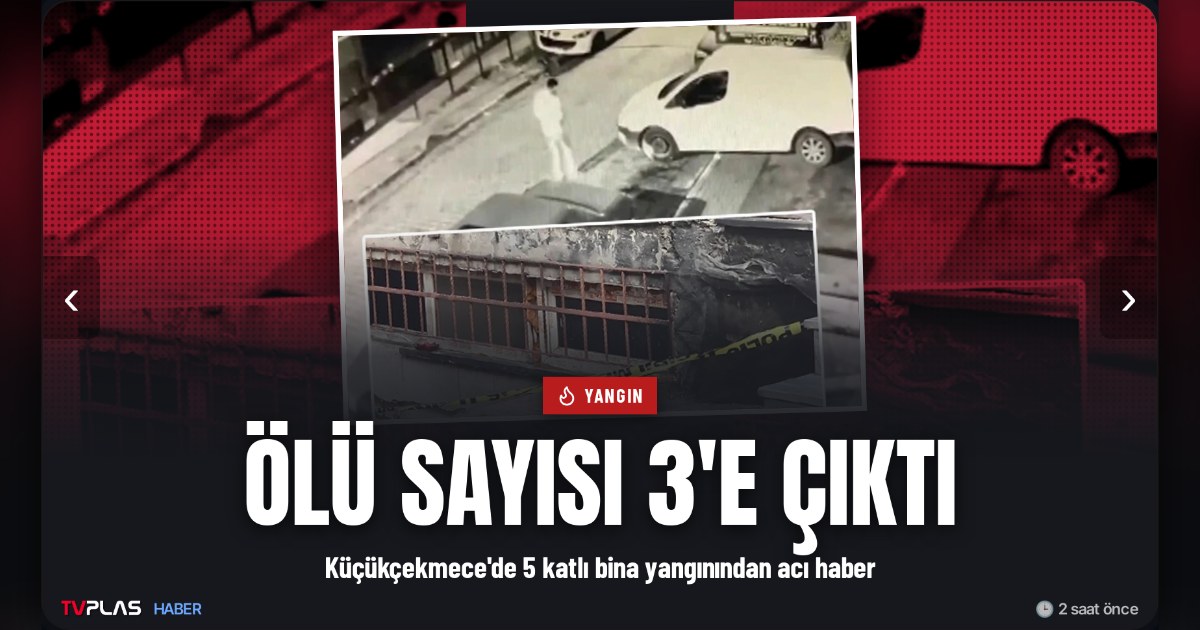 YANGIN
ÖLÜ SAYISI 3'E ÇIKTI
Küçükçekmece'de 5 katlı bina yangınından acı haber
TVPLAS HABER
2 saat önce